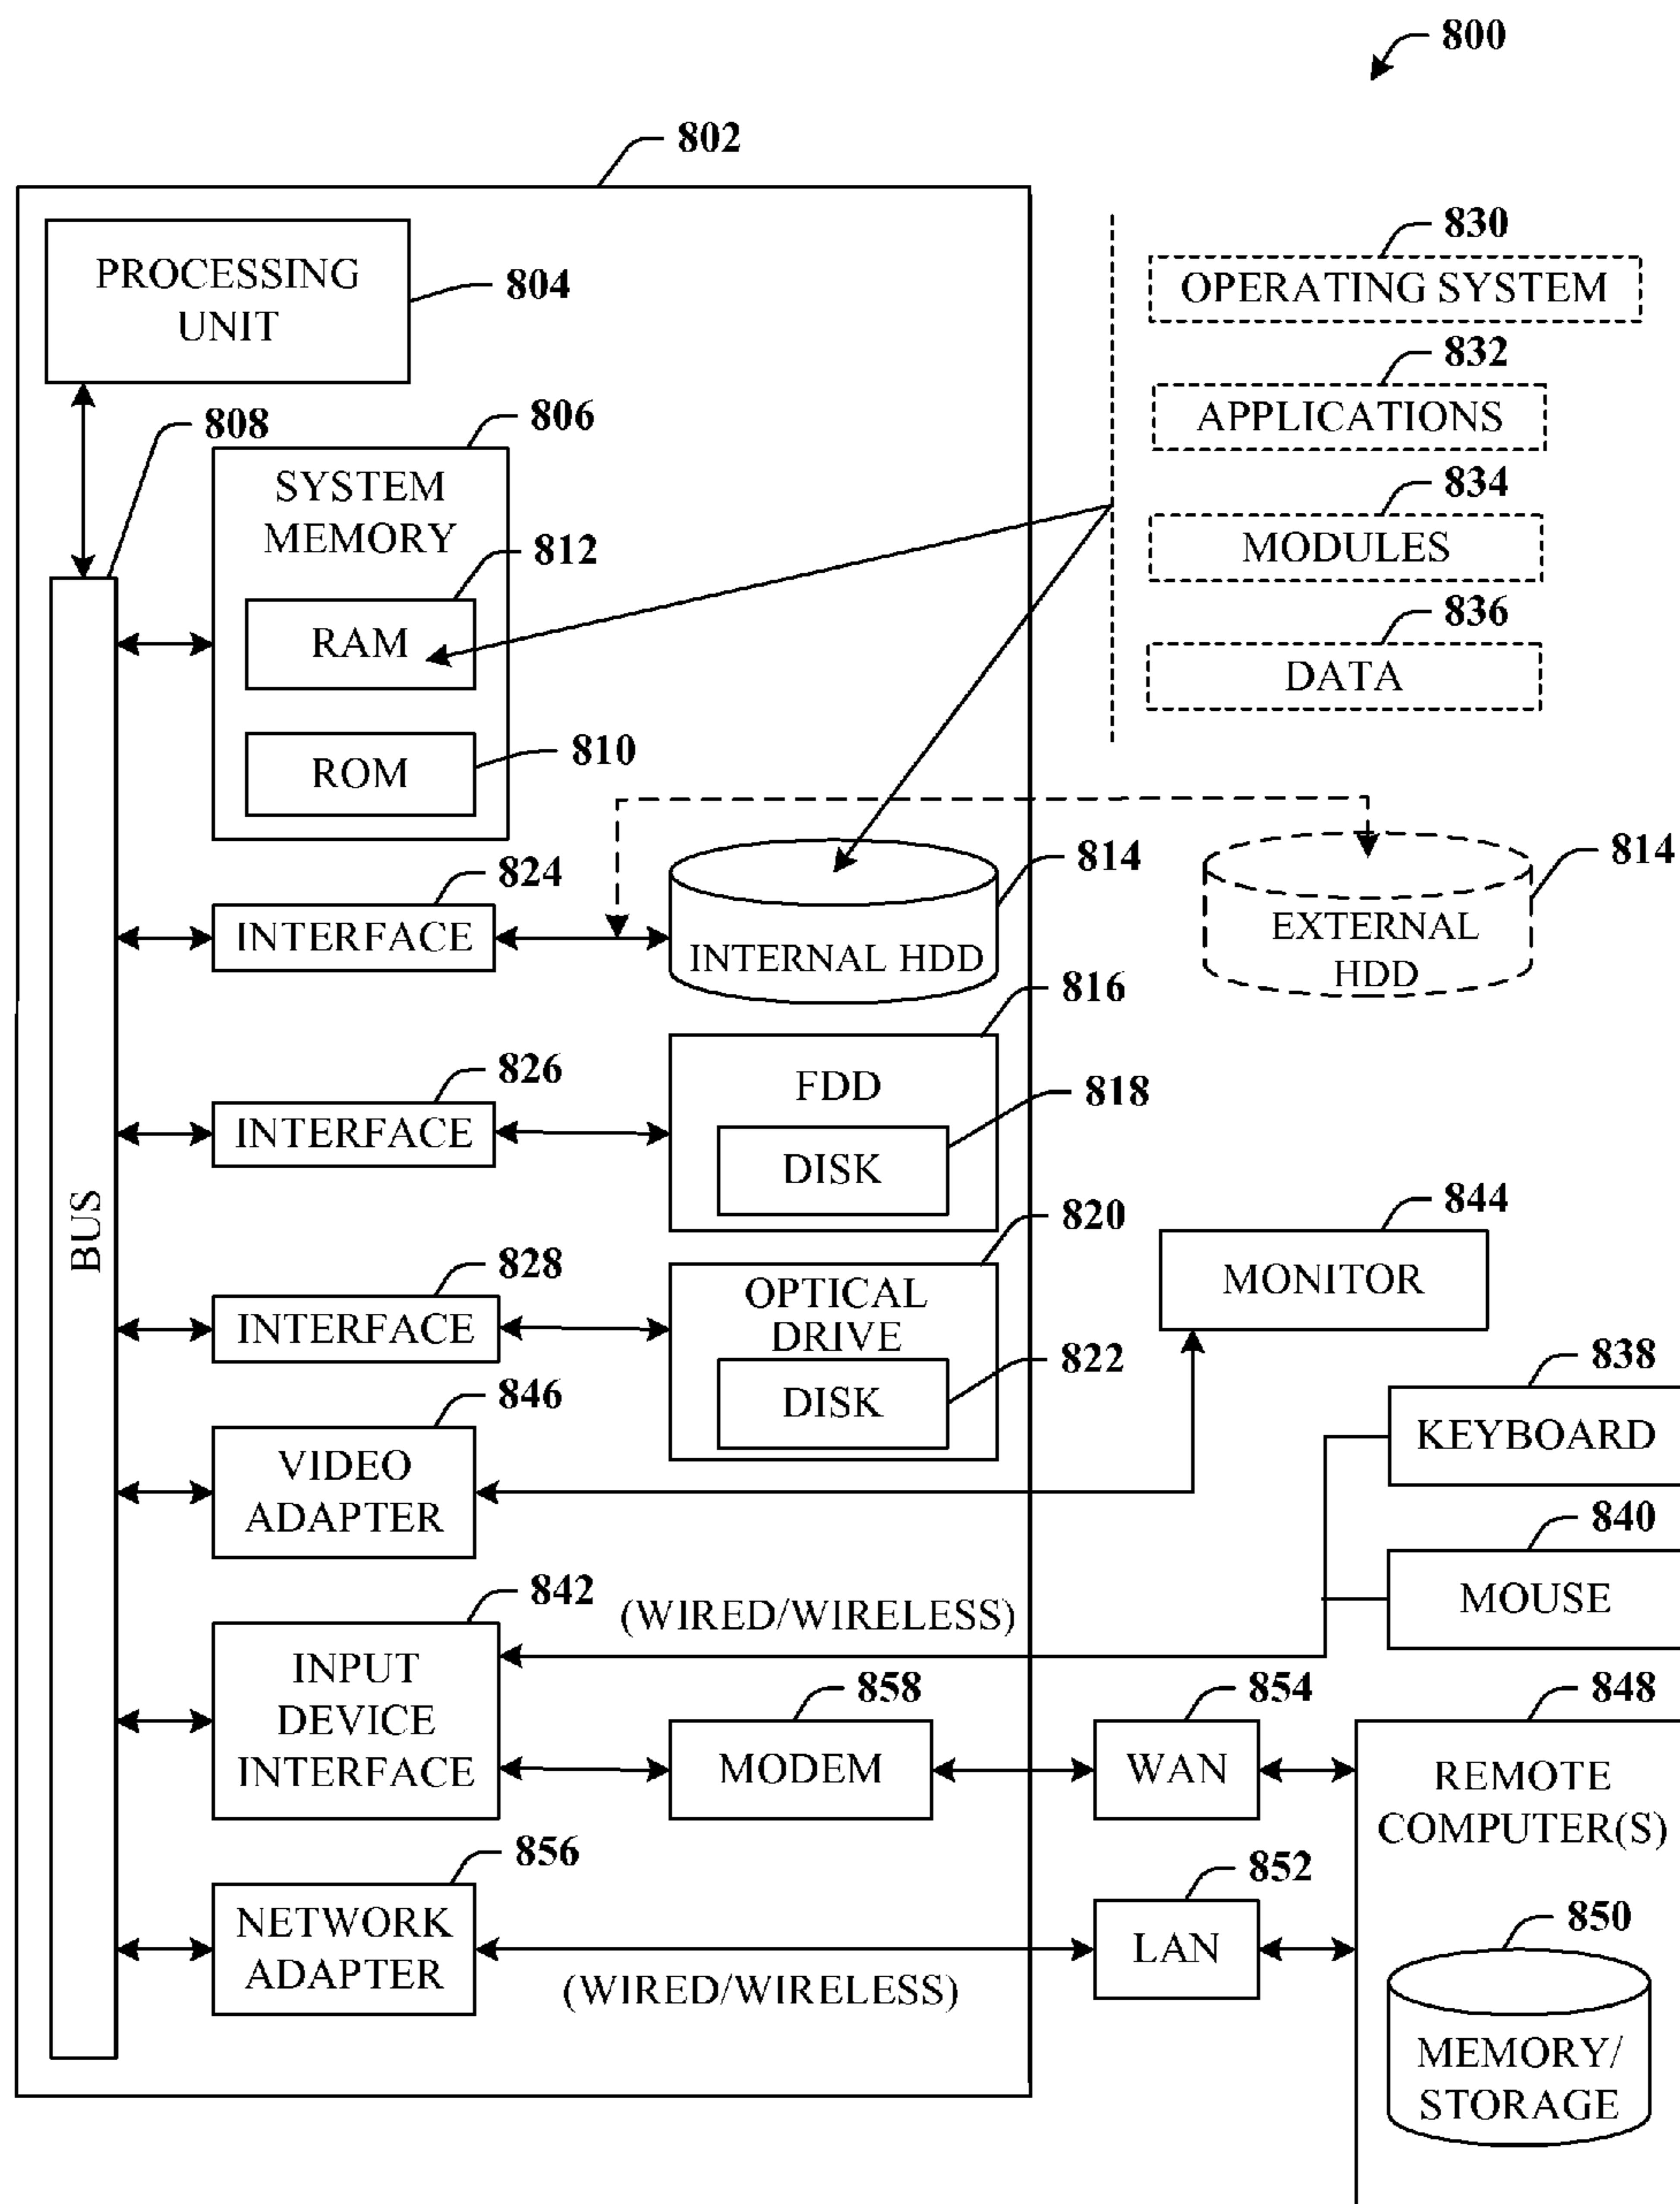 800
802
PROCESSING
UNIT
804
830
OPERATING SYSTEM
832
APPLICATIONS
834
MODULES
836
DATA
808
806
SYSTEM
MEMORY
812
RAM
810
ROM
824
INTERFACE
814
INTERNAL HDD
814
EXTERNAL
HDD
816
826
INTERFACE
FDD
818
DISK
BUS
820
828
INTERFACE
OPTICAL
DRIVE
822
DISK
844
MONITOR
838
KEYBOARD
846
VIDEO
ADAPTER
840
MOUSE
842
(WIRED/WIRELESS)
INPUT
DEVICE
INTERFACE
858
MODEM
854
WAN
848
REMOTE
COMPUTER(S)
856
NETWORK
ADAPTER
(WIRED/WIRELESS)
852
LAN
850
MEMORY/
STORAGE